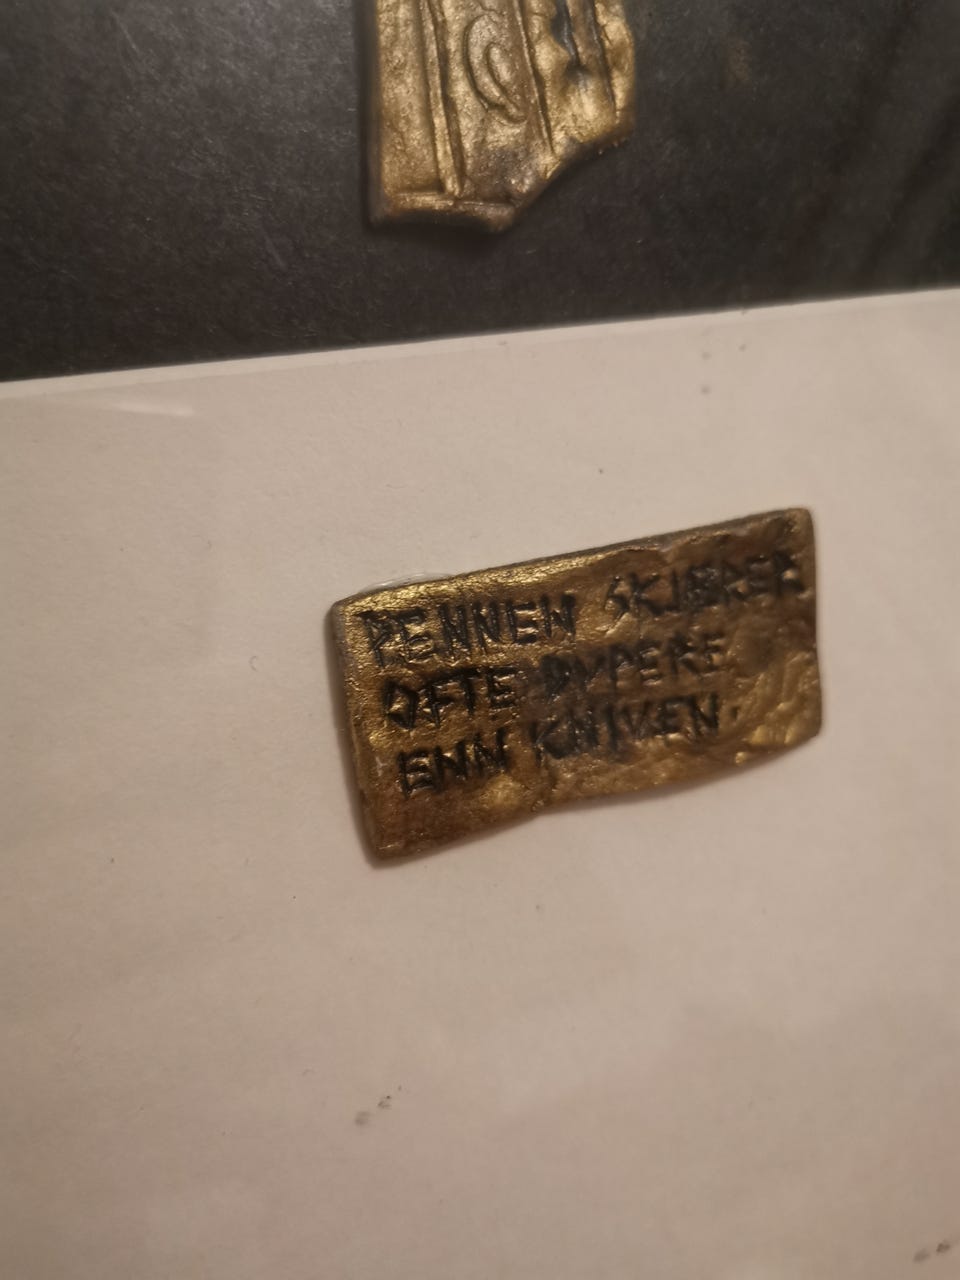 PENNEN SKJÆRER
OFTE DYPERE
ENN KNIVEN.